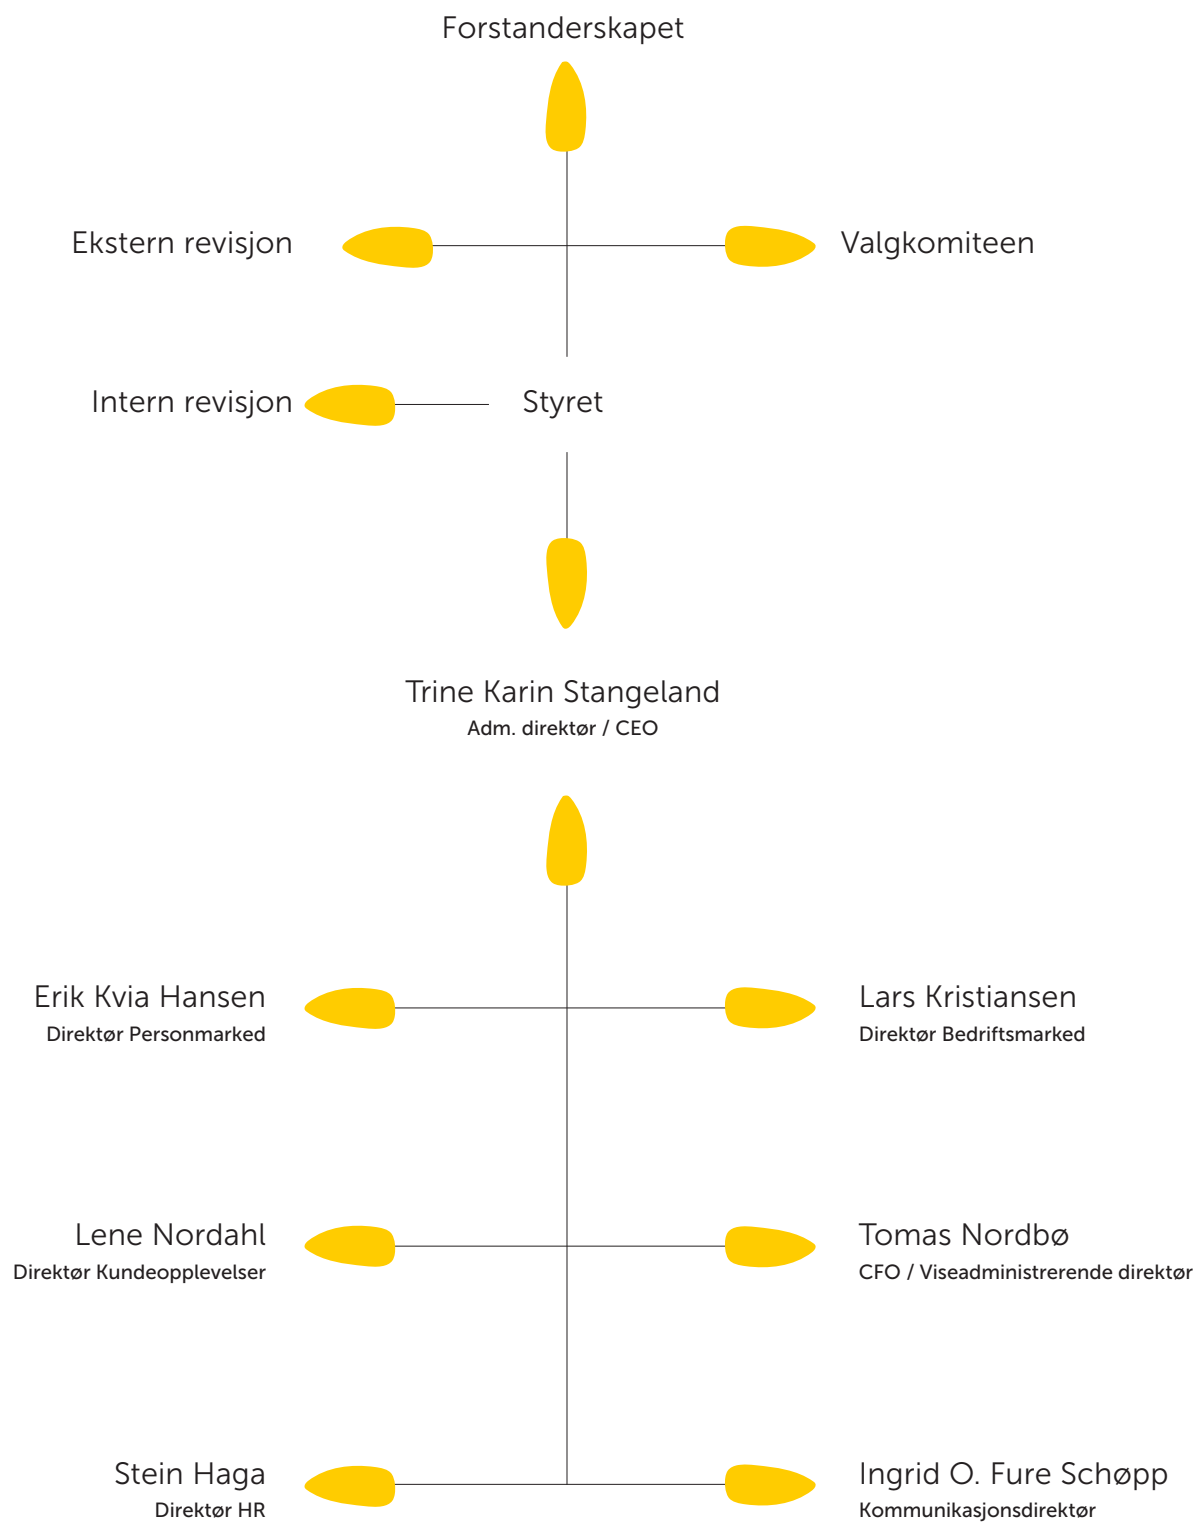 Forstanderskapet
Ekstern revisjon
Valgkomiteen
Intern revisjon
Styret
Trine Karin Stangeland
Adm. direktør / CEO
Erik Kvia Hansen
Direktør Personmarked
Lars Kristiansen
Direktør Bedriftsmarked
Lene Nordahl
Direktør Kundeopplevelser
Tomas Nordbø
CFO / Viseadministrerende direktør
Stein Haga
Direktør HR
Ingrid O. Fure Schøpp
Kommunikasjonsdirektør